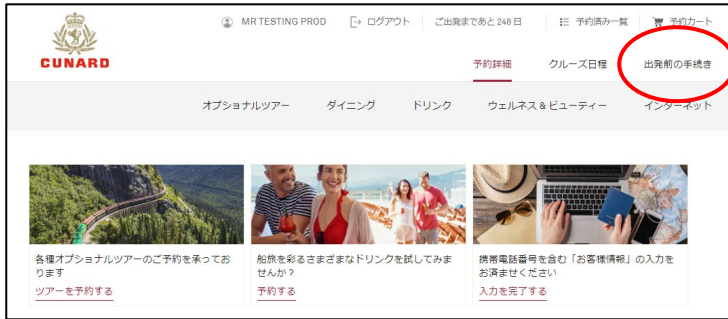 MR TESTING PROD ログアウト ご出発まであと 248 日 予約済み一覧 予約カート
CUNARD
予約詳細 クルーズ日程 出発前の手続き
オプショナルツアー ダイニング ドリンク ウェルネス & ビューティー インターネット
各種オプショナルツアーのご予約を承ってお
ります
ツアーを予約する
船旅を彩るさまざまなドリンクを試してみま
せんか？
予約する
携帯電話番号を含む「お客様情報」の入力を
お済ませください
入力を完了する